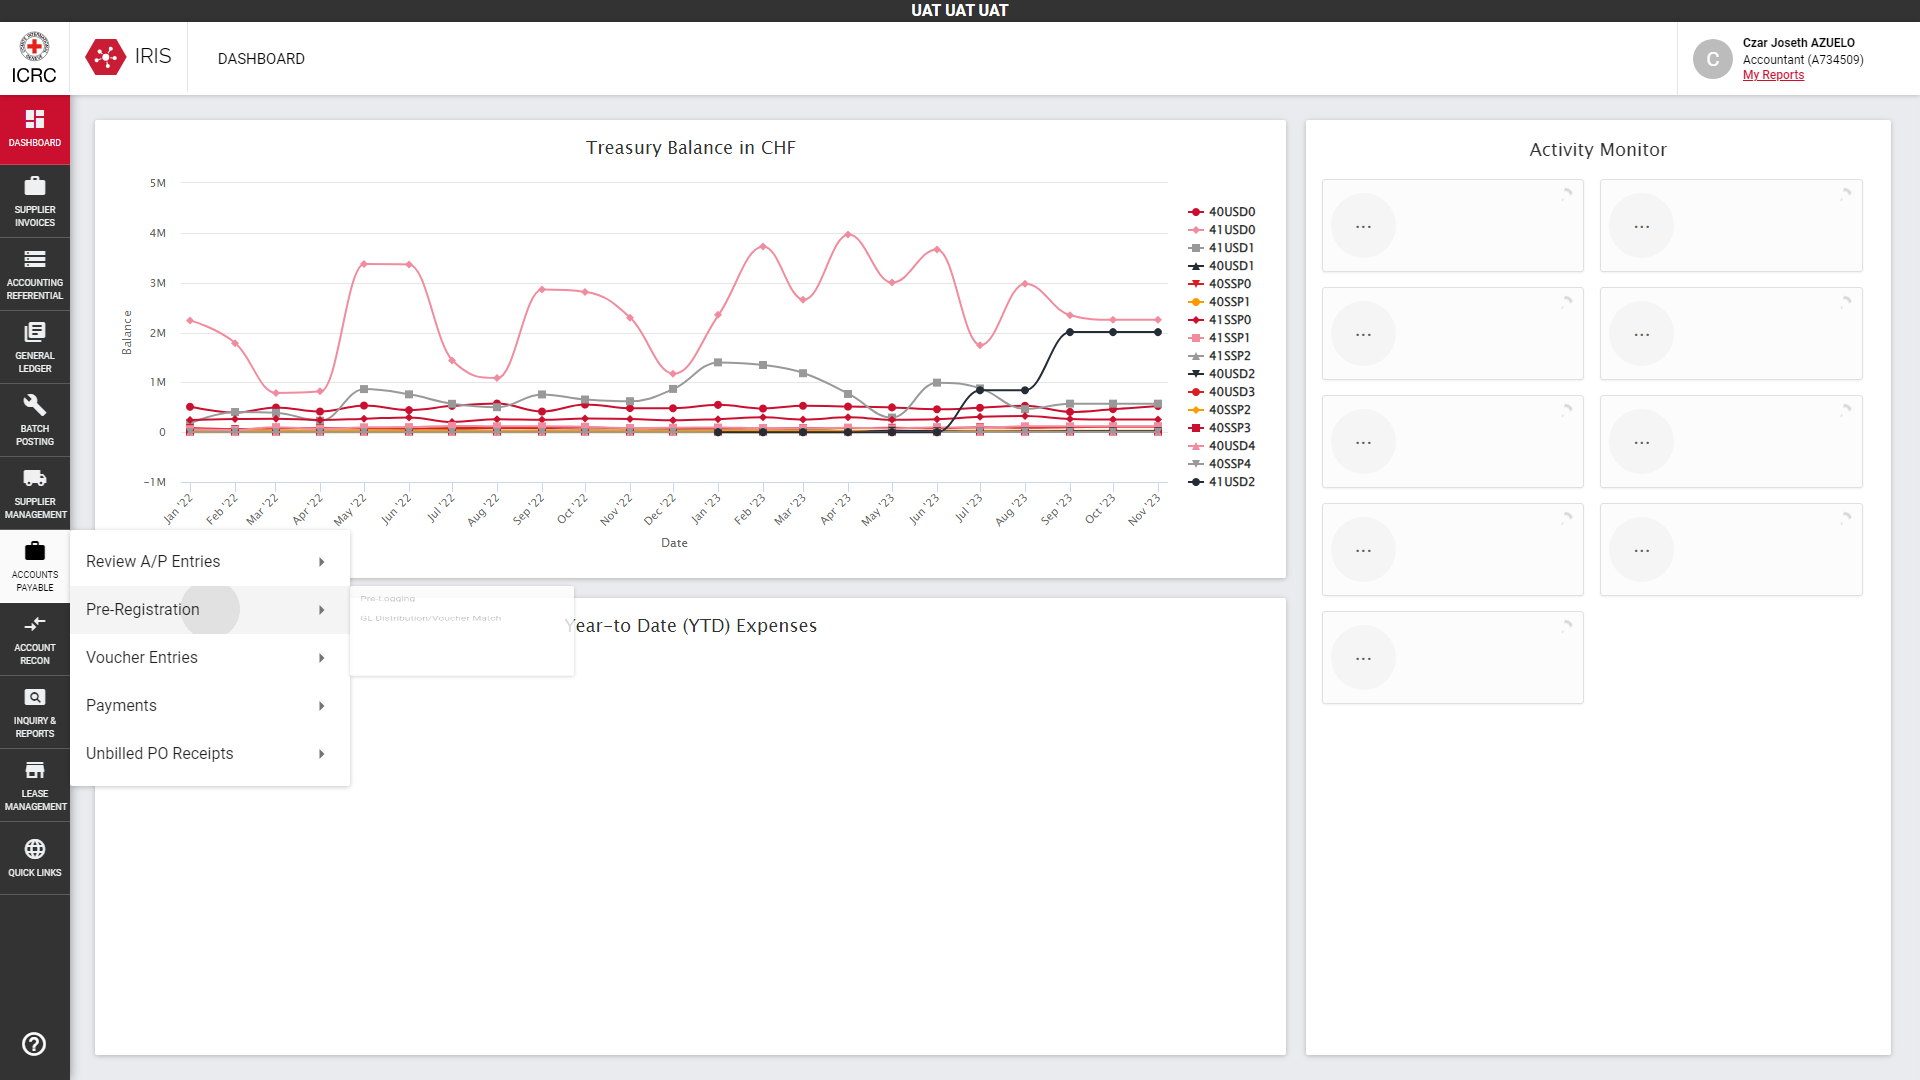 UAT UAT UAT
ICRC
IRIS
DASHBOARD
C
Czar Joseth AZUELO
Accountant (A734509)
My Reports
DASHBOARD
SUPPLIER
INVOICES
ACCOUNTING
REFERENTIAL
GENERAL
LEDGER
BATCH
POSTING
SUPPLIER
MANAGEMENT
ACCOUNTS
PAYABLE
ACCOUNT
RECON
INQUIRY &
REPORTS
LEASE
MANAGEMENT
QUICK LINKS
Treasury Balance in CHF
5M
4M
3M
2M
1M
0
-1M
Balance
Jan '22
Feb '22
Mar '22
Apr '22
May '22
Jun '22
Jul '22
Aug '22
Sep '22
Oct '22
Nov '22
Dec '22
Jan '23
Feb '23
Mar '23
Apr '23
May '23
Jun '23
Jul '23
Aug '23
Sep '23
Oct '23
Nov '23
Date
40USD0
41USD0
41USD1
40USD1
40SSP0
40SSP1
41SSP0
41SSP1
41SSP2
40USD2
40USD3
40SSP2
40SSP3
40USD4
40SSP4
41USD2
Review A/P Entries
Pre-Registration
Voucher Entries
Payments
Unbilled PO Receipts
Pre-Logging
GL Distribution/Voucher Match
Year-to Date (YTD) Expenses
Activity Monitor
...
...
...
...
...
...
...
...
...